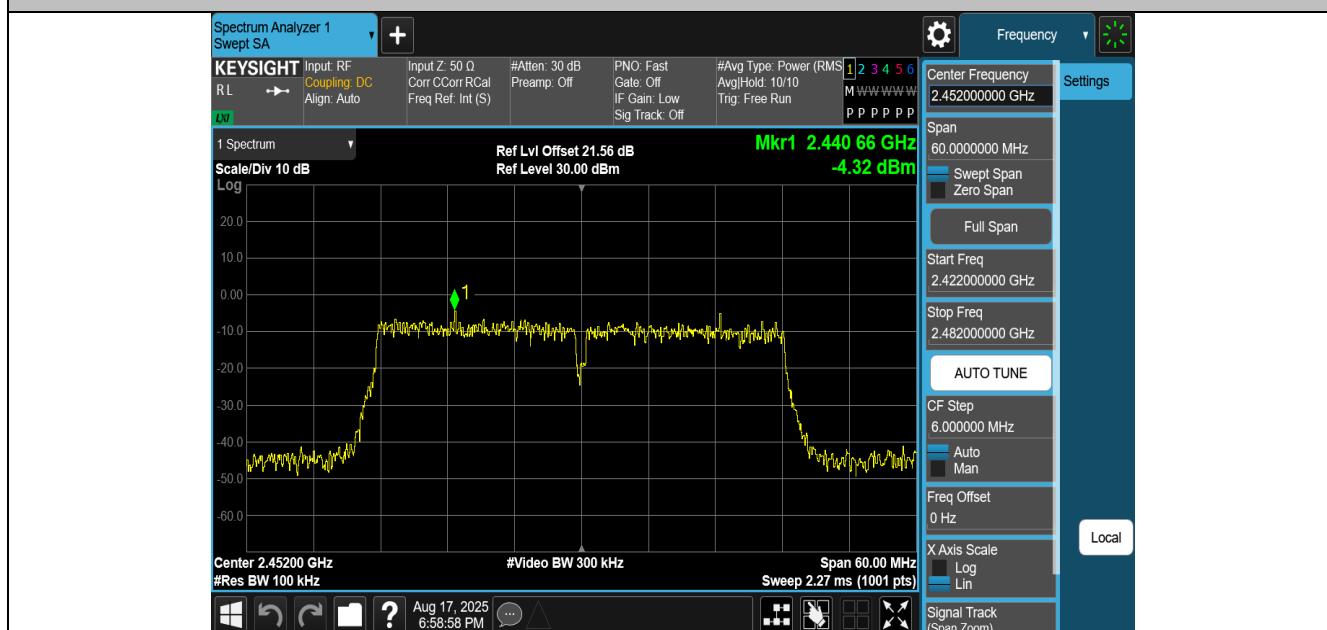 Spectrum Analyzer 1
Swept SA
+
Frequency
KEYSIGHT
R L
LXI
Input: RF
Coupling: DC
Align: Auto
Input Z: 50 Ω
Corr CCorr RCal
Freq Ref: Int (S)
#Atten: 30 dB
Preamp: Off
PNO: Fast
Gate: Off
IF Gain: Low
Sig Track: Off
#Avg Type: Power (RMS
Avg|Hold: 10/10
Trig: Free Run
1 2 3 4 5 6
M W W W W W
P P P P P P
1 Spectrum
Scale/Div 10 dB
Log
Ref Lvl Offset 21.56 dB
Ref Level 30.00 dBm
Mkr1 2.440 66 GHz
-4.32 dBm
20.0
10.0
0.00
-10.0
-20.0
-30.0
-40.0
-50.0
-60.0
1
Center 2.45200 GHz
#Res BW 100 kHz
#Video BW 300 kHz
Span 60.00 MHz
Sweep 2.27 ms (1001 pts)
Center Frequency
2.452000000 GHz
Settings
Span
60.0000000 MHz
Swept Span
Zero Span
Full Span
Start Freq
2.422000000 GHz
Stop Freq
2.482000000 GHz
AUTO TUNE
CF Step
6.000000 MHz
Auto
Man
Freq Offset
0 Hz
X Axis Scale
Log
Lin
Signal Track
(Span Zoom)
Local
?
Aug 17, 2025
6:58:58 PM